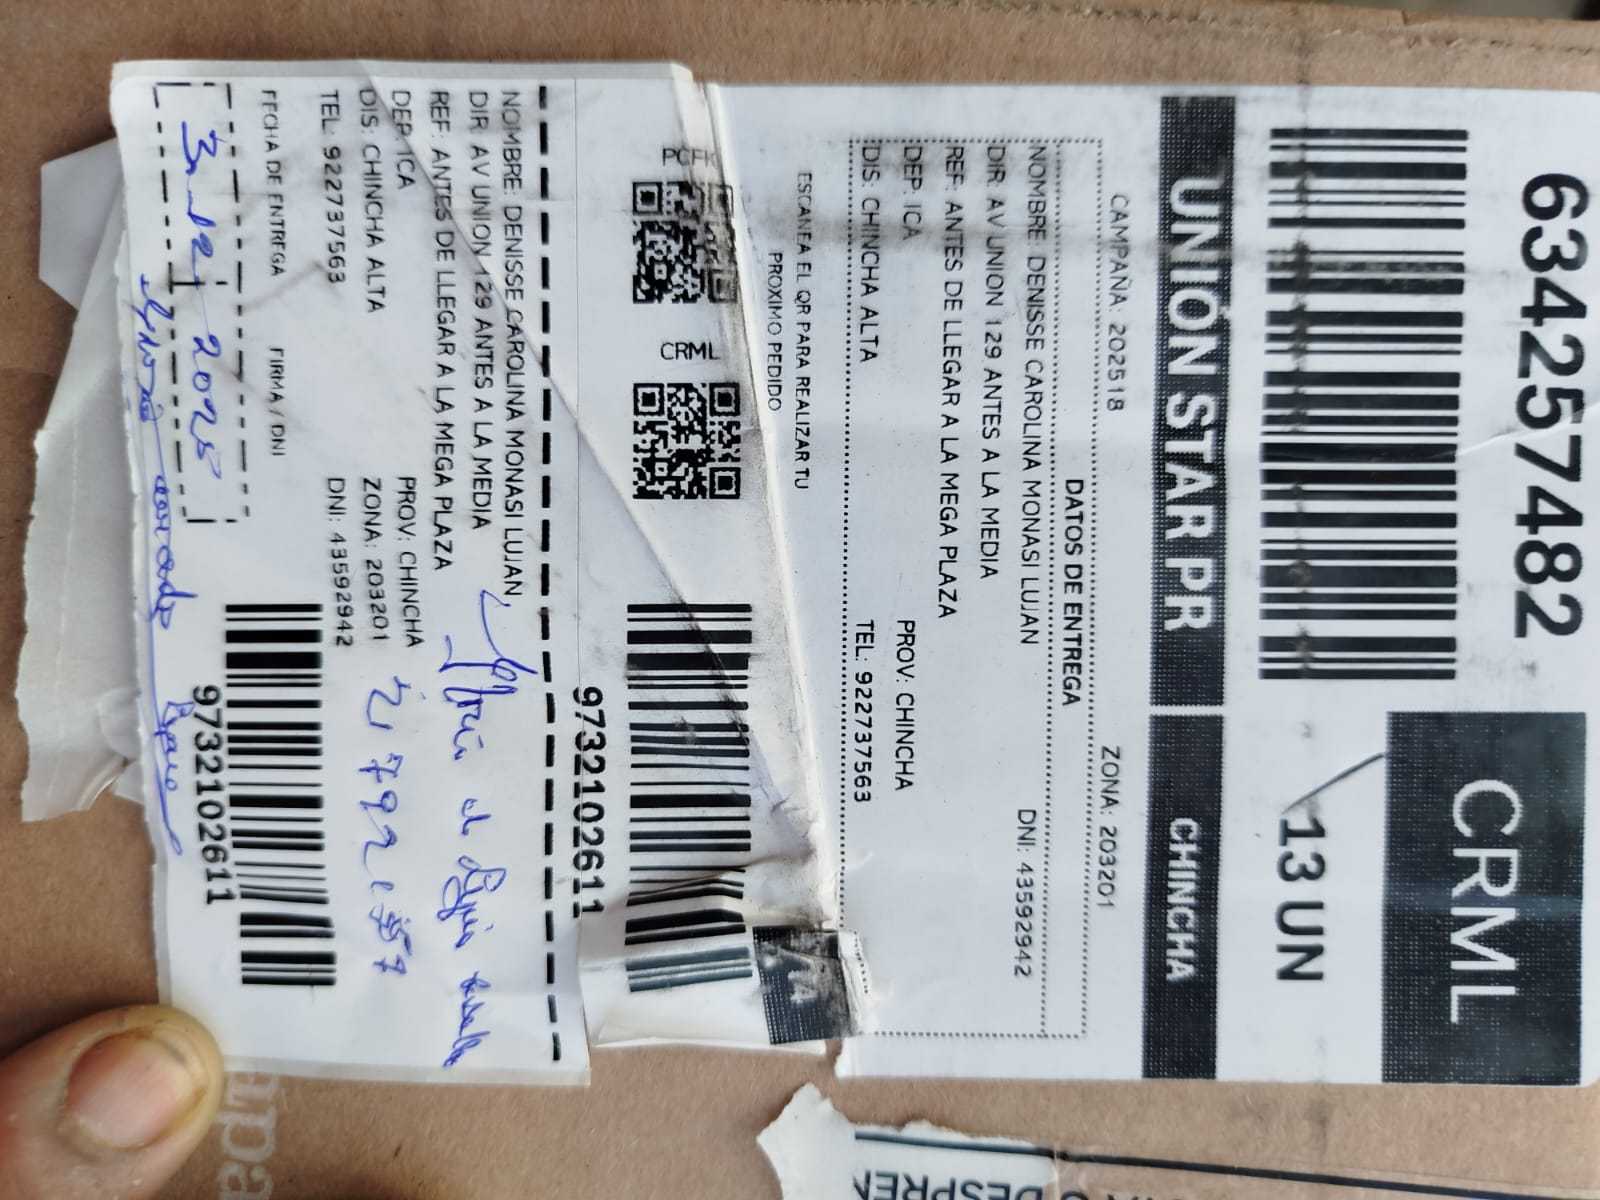 634257482
CRML
13 UN
UNIÓN STAR PR
CHINCHA
CAMPAÑA: 202518
ZONA: 203201
DATOS DE ENTREGA
NOMBRE: DENISSE CAROLINA MONASI LUJAN
DNI: 43592942
DIR: AV UNION 129 ANTES A LA MEDIA
REF: ANTES DE LLEGAR A LA MEGA PLAZA
DEP: ICA
PROV: CHINCHA
DIS: CHINCHA ALTA
TEL: 922737563
ESCANEA EL QR PARA REALIZAR TU
PROXIMO PEDIDO
CRML
9732102611
NOMBRE: DENISSE CAROLINA MONASI LUJAN
DIR: AV UNION 129 ANTES A LA MEDIA
REF: ANTES DE LLEGAR A LA MEGA PLAZA
DEP: ICA
PROV: CHINCHA
DIS: CHINCHA ALTA
ZONA: 203201
TEL: 922737563
DNI: 43592942
FECHA DE ENTREGA
FIRMA / DNI
2025
9732102611